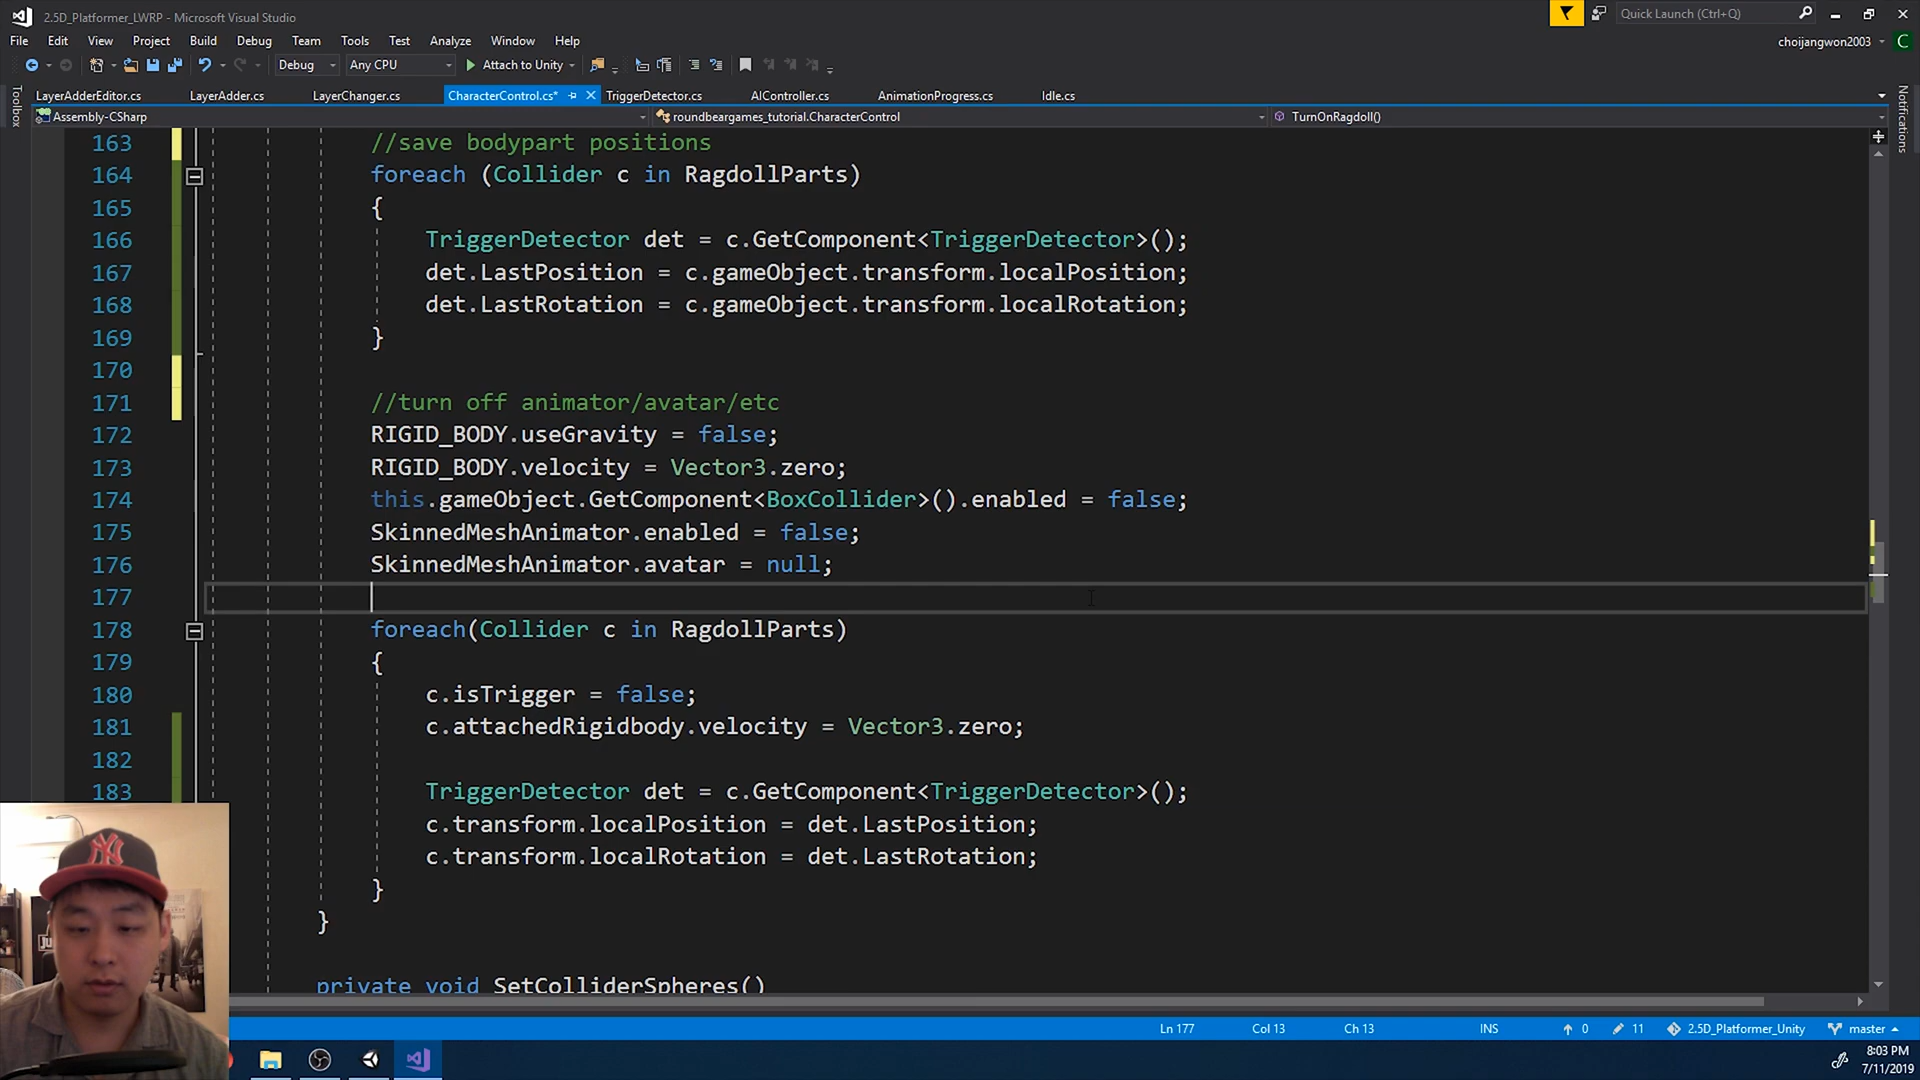 2.5D_Platformer_LWRP - Microsoft Visual Studio
Quick Launch (Ctrl+Q)
File Edit View Project Build Debug Team Tools Test Analyze Window Help
choijangwon2003
C
Debug Any CPU Attach to Unity
Toolbox
Notifications
LayerAdderEditor.cs LayerAdder.cs LayerChanger.cs CharacterControl.cs* TriggerDetector.cs AIController.cs AnimationProgress.cs Idle.cs
Assembly-CSharp roundbeargames_tutorial.CharacterControl TurnOnRagdoll()
163 //save bodypart positions
164 foreach (Collider c in RagdollParts)
165 {
166 TriggerDetector det = c.GetComponent<TriggerDetector>();
167 det.LastPosition = c.gameObject.transform.localPosition;
168 det.LastRotation = c.gameObject.transform.localRotation;
169 }
170
171 //turn off animator/avatar/etc
172 RIGID_BODY.useGravity = false;
173 RIGID_BODY.velocity = Vector3.zero;
174 this.gameObject.GetComponent<BoxCollider>().enabled = false;
175 SkinnedMeshAnimator.enabled = false;
176 SkinnedMeshAnimator.avatar = null;
177
178 foreach(Collider c in RagdollParts)
179 {
180 c.isTrigger = false;
181 c.attachedRigidbody.velocity = Vector3.zero;
182
183 TriggerDetector det = c.GetComponent<TriggerDetector>();
c.transform.localPosition = det.LastPosition;
c.transform.localRotation = det.LastRotation;
}
}
private void SetColliderSpheres()
Ln 177 Col 13 Ch 13 INS 0 11 2.5D_Platformer_Unity master
8:03 PM
7/11/2019